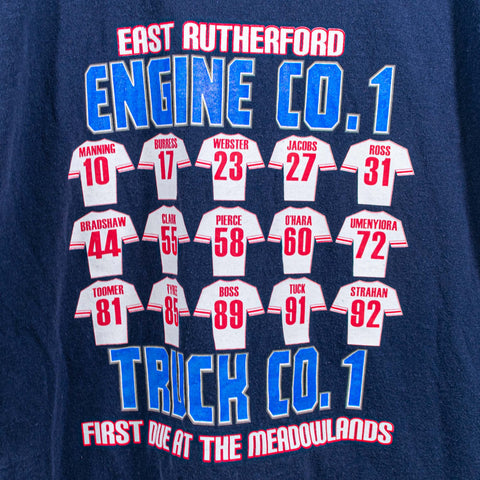 EAST RUTHERFORD
ENGINE CO. 1
MANNING BURRESS WEBSTER JACOBS ROSS
10 17 23 27 31
BRADSHAW CLARK PIERCE O'HARA UMENYIORA
44 55 58 60 72
TOOMER TYREE BOSS TUCK STRAHAN
81 85 89 91 92
TRUCK CO. 1
FIRST DUE AT THE MEADOWLANDS